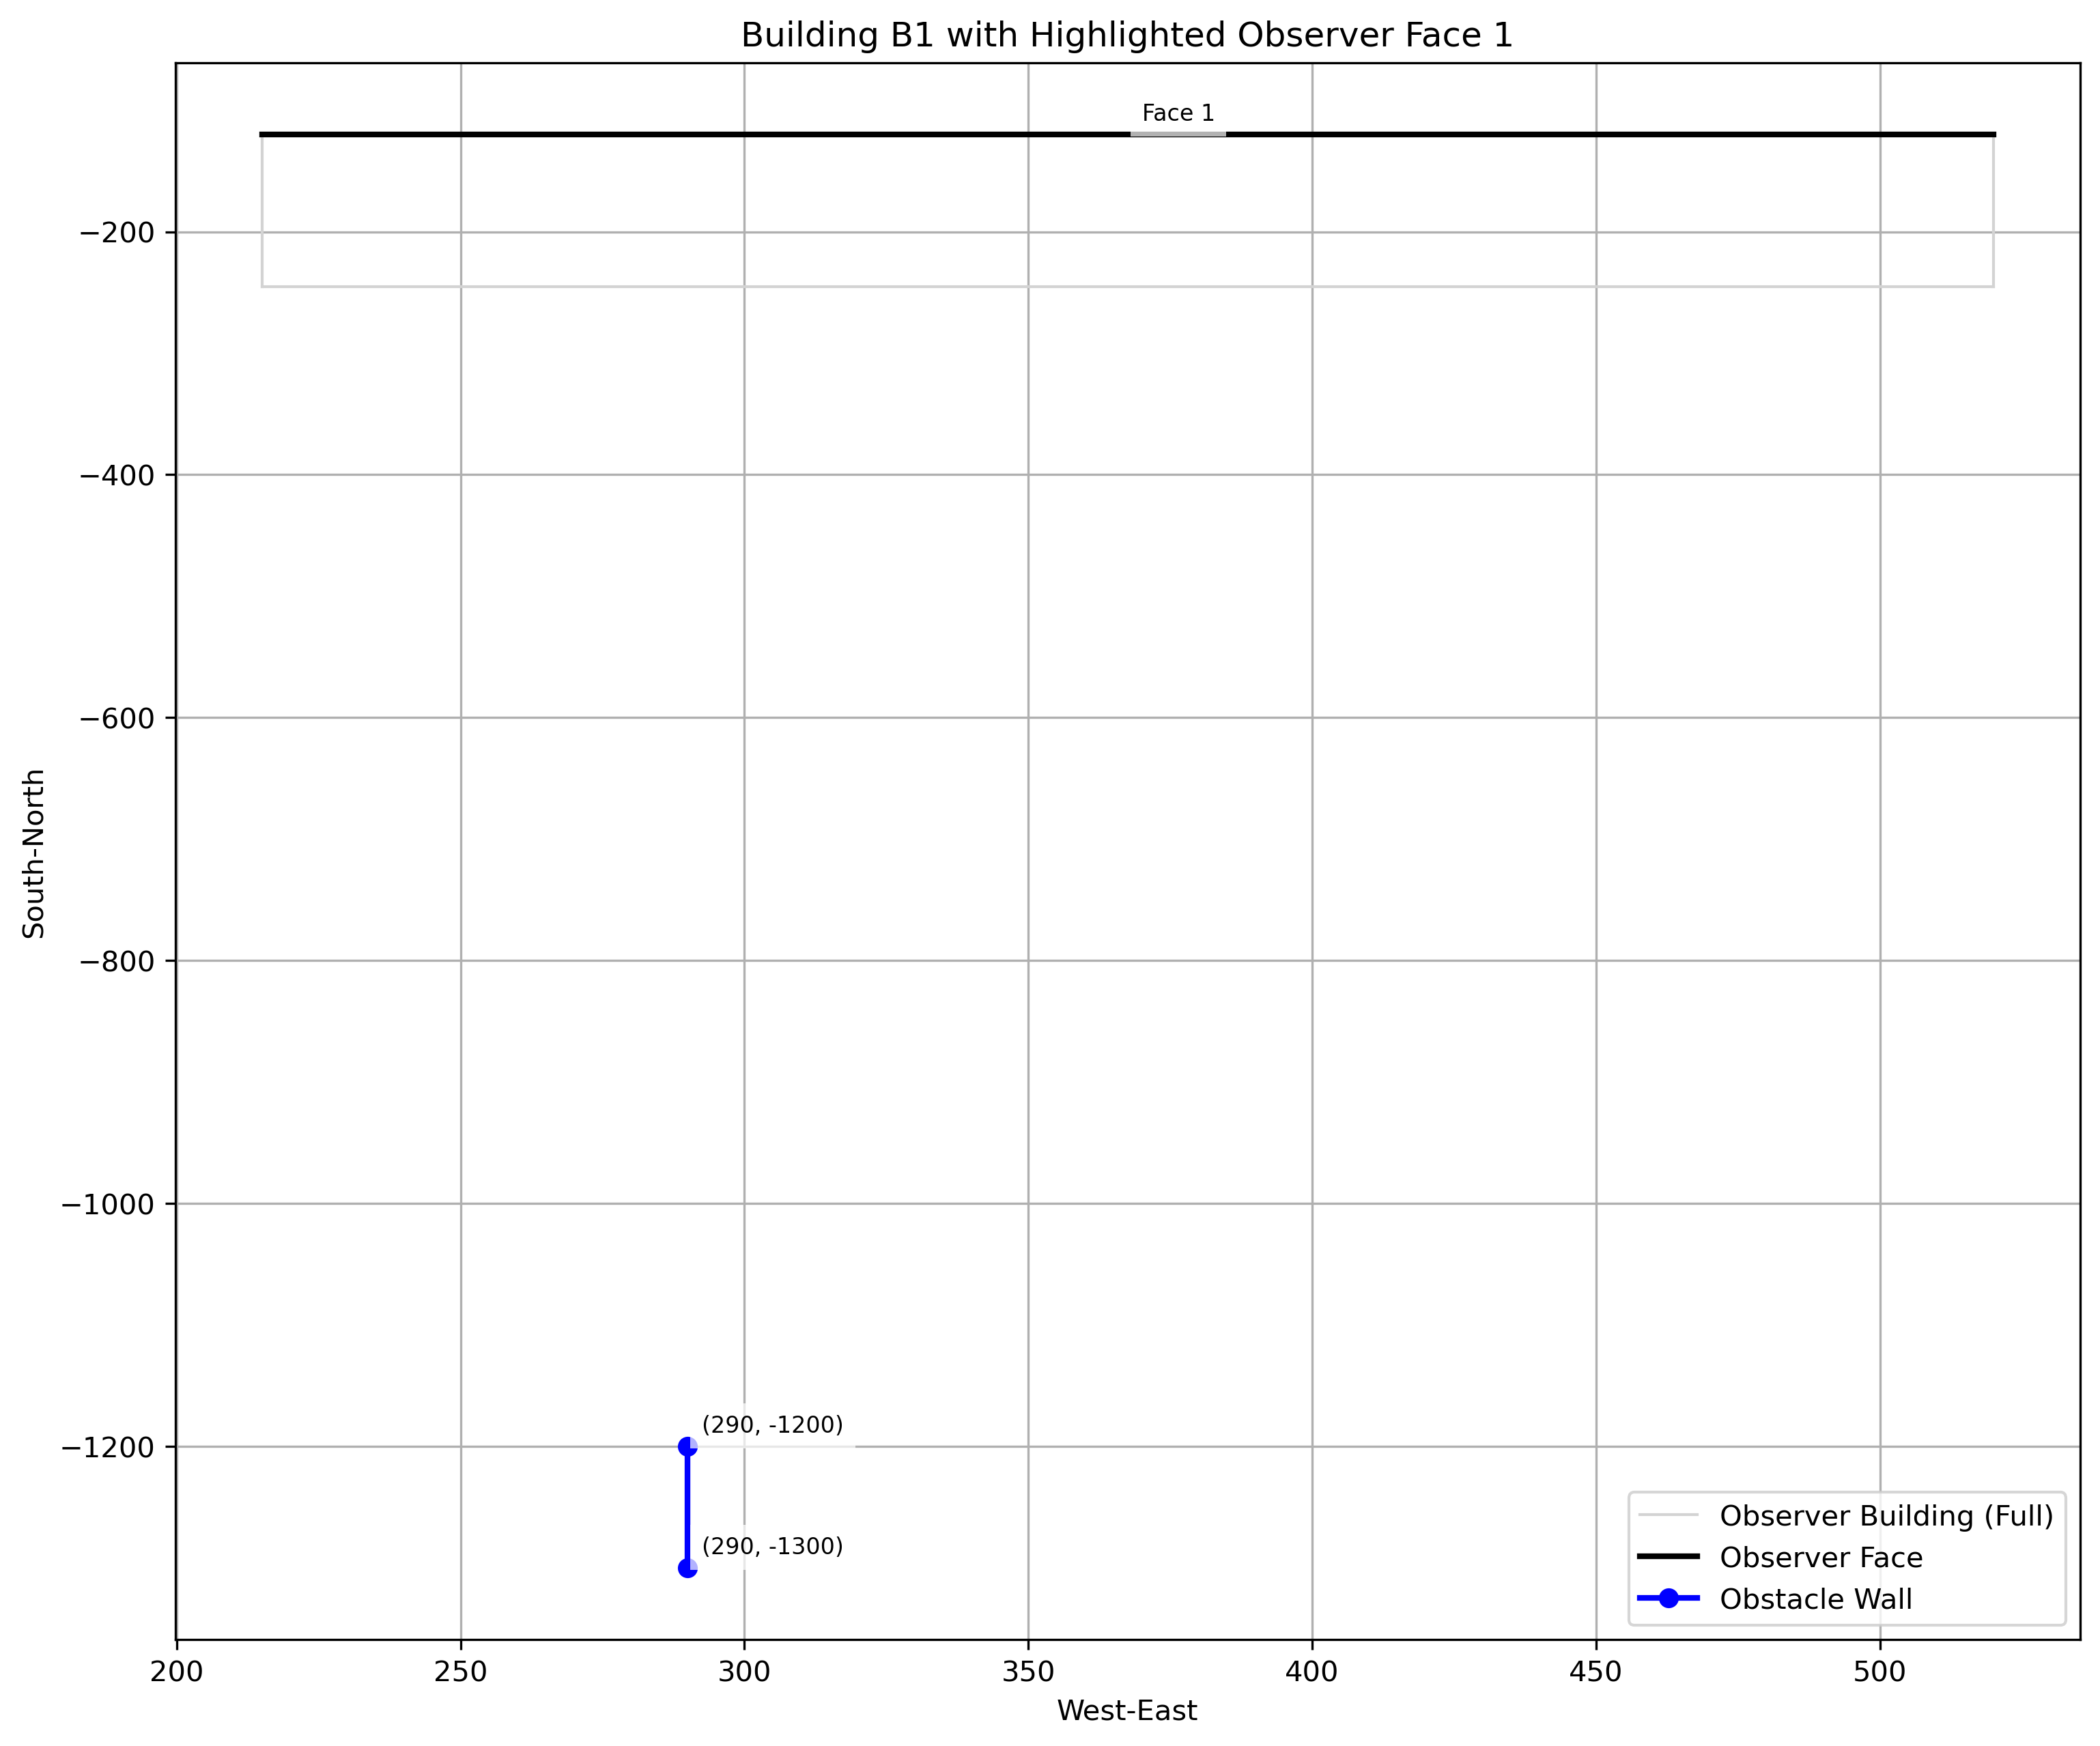 Building B1 with Highlighted Observer Face 1
Face 1
−200
−400
−600
−800
−1000
−1200
South-North
(290, -1200)
(290, -1300)
Observer Building (Full)
Observer Face
Obstacle Wall
200 250 300 350 400 450 500
West-East